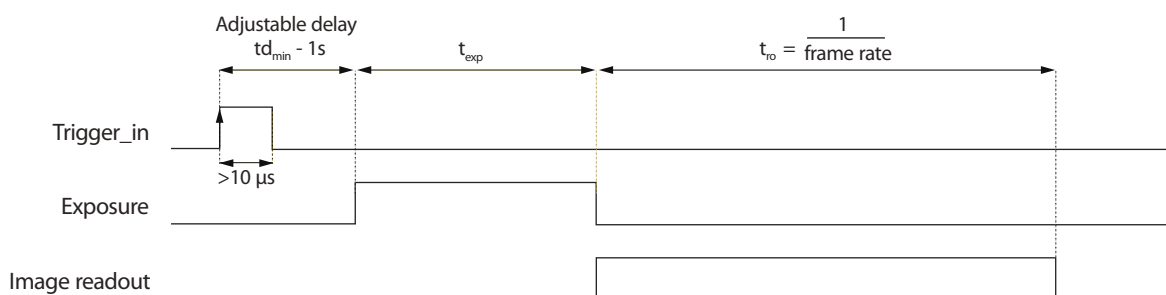 Adjustable delay
td_min - 1s
t_exp
t_ro = 1 / frame rate
Trigger_in
>10 µs
Exposure
Image readout